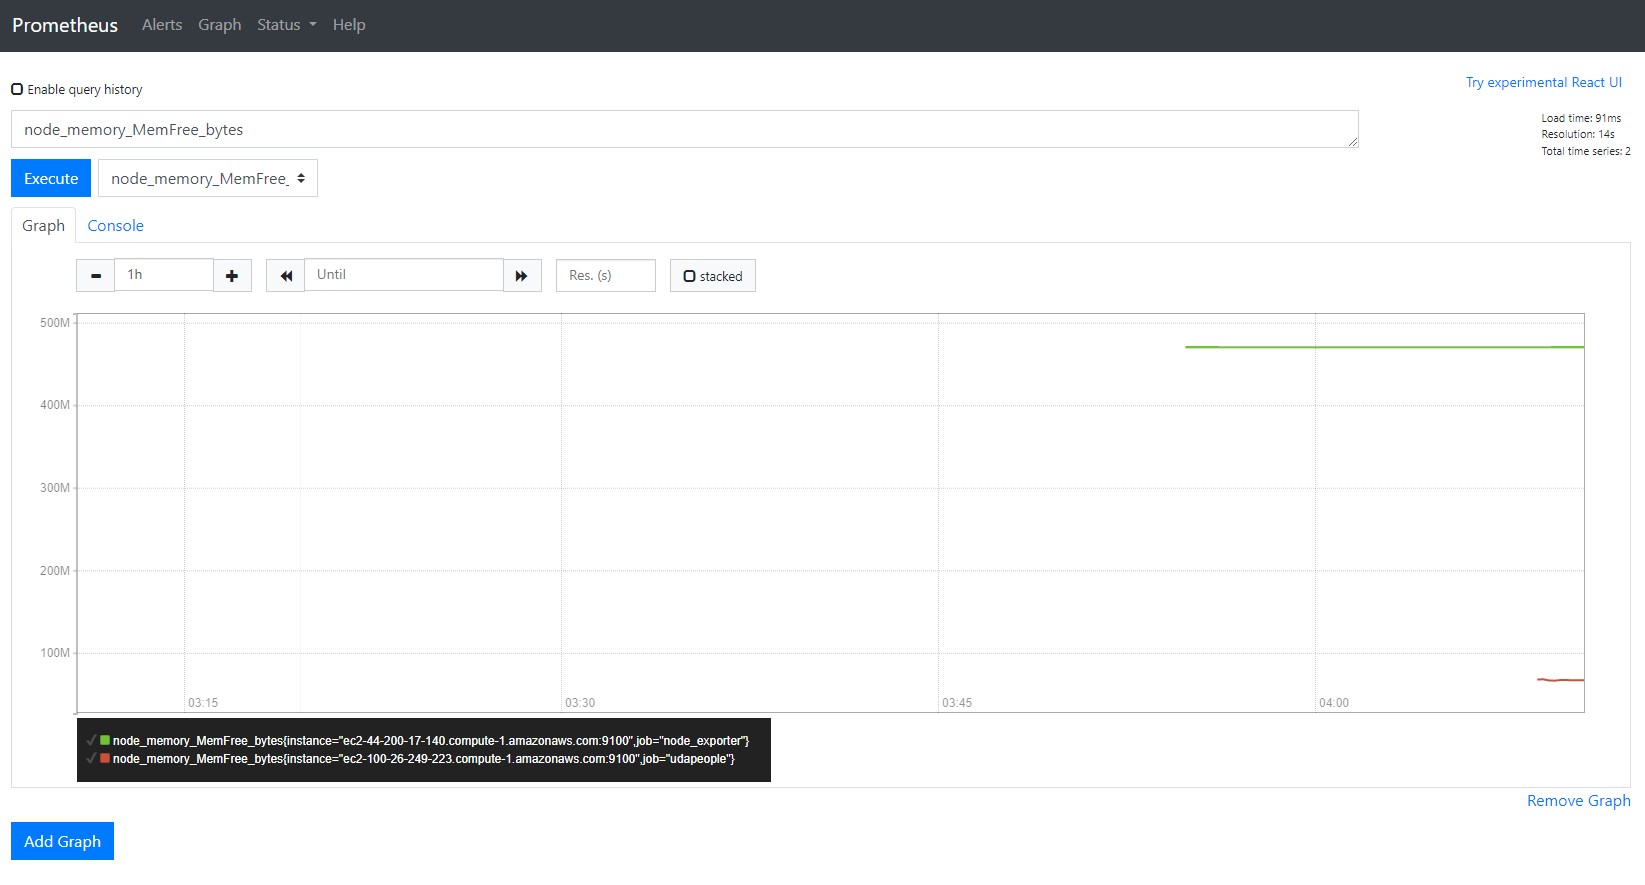 Prometheus Alerts Graph Status Help
Enable query history
Try experimental React UI
node_memory_MemFree_bytes
Load time: 91ms
Resolution: 14s
Total time series: 2
Execute node_memory_MemFree_
Graph Console
1h Until Res. (s) stacked
500M
400M
300M
200M
100M
03:15 03:30 03:45 04:00
node_memory_MemFree_bytes{instance="ec2-44-200-17-140.compute-1.amazonaws.com:9100",job="node_exporter"}
node_memory_MemFree_bytes{instance="ec2-100-26-249-223.compute-1.amazonaws.com:9100",job="udapeople"}
Remove Graph
Add Graph